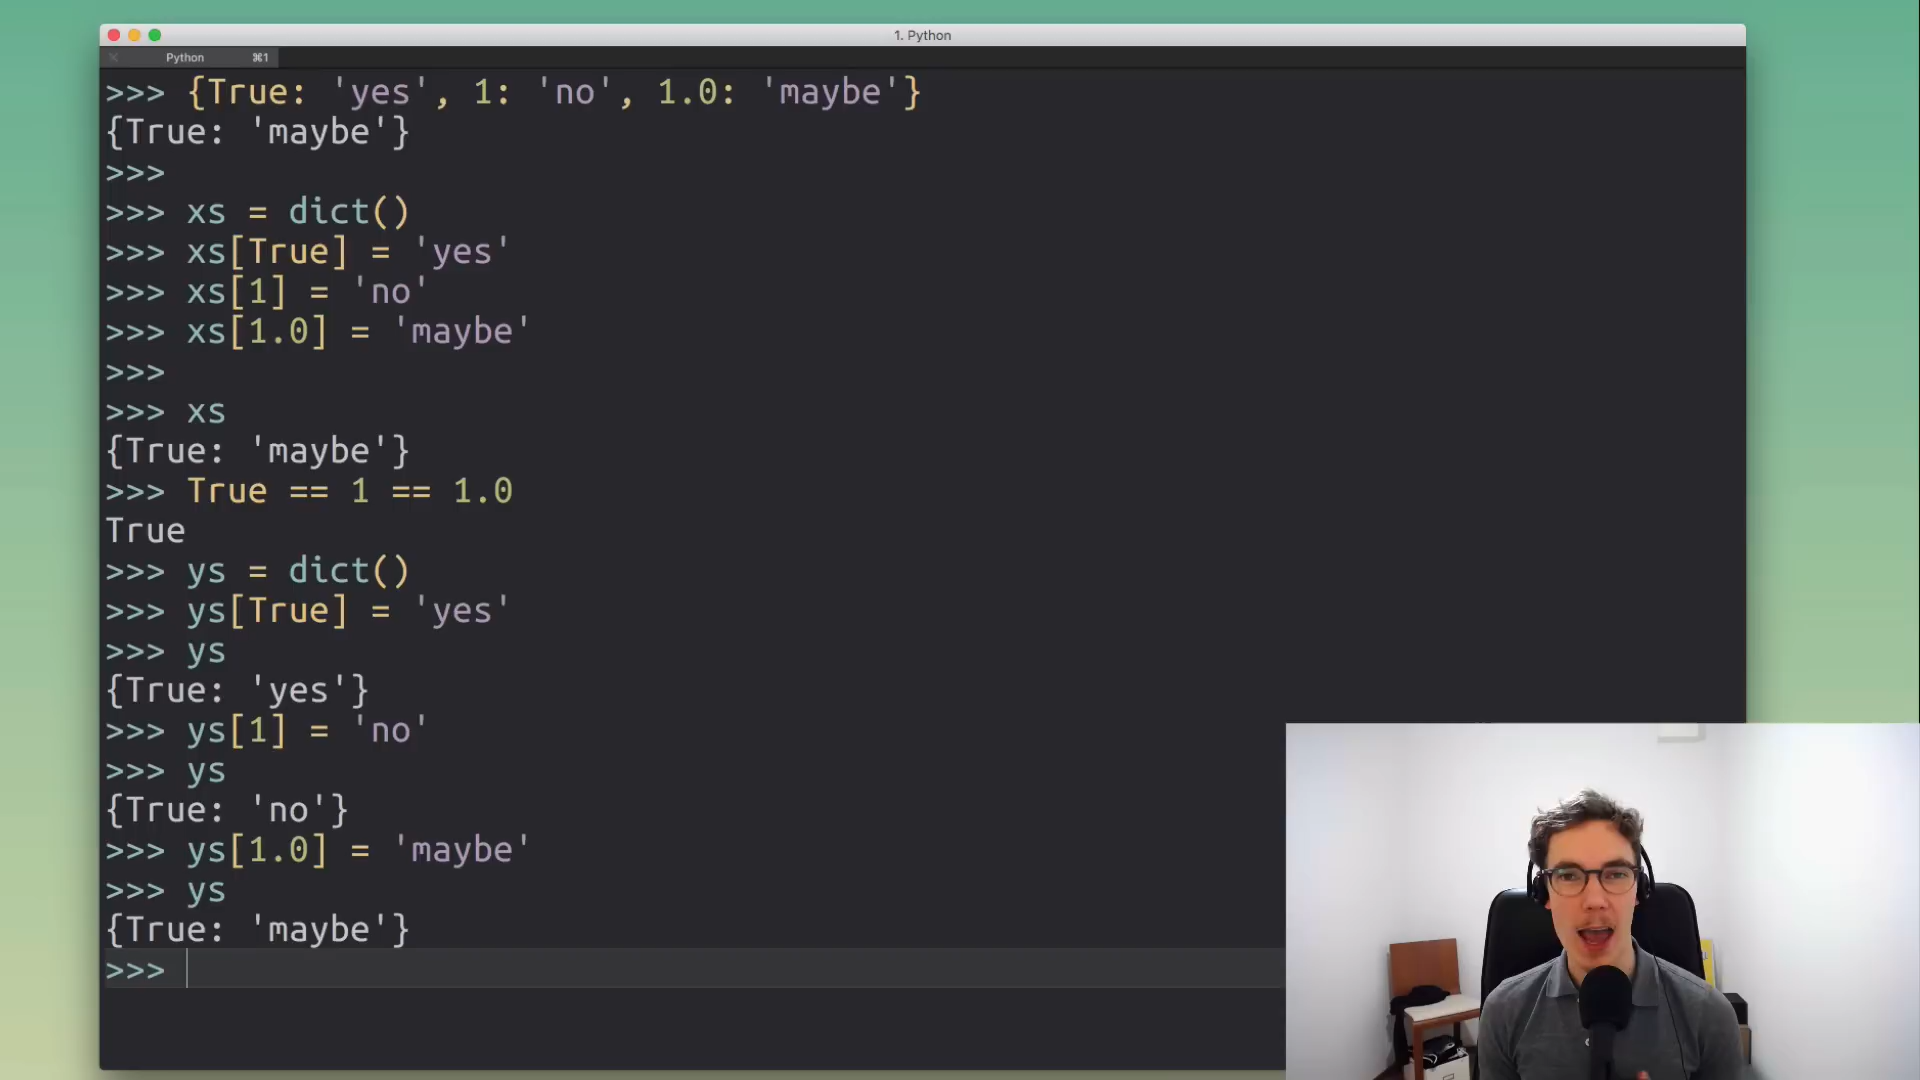 1. Python
Python ⌘1
>>> {True: 'yes', 1: 'no', 1.0: 'maybe'}
{True: 'maybe'}
>>>
>>> xs = dict()
>>> xs[True] = 'yes'
>>> xs[1] = 'no'
>>> xs[1.0] = 'maybe'
>>>
>>> xs
{True: 'maybe'}
>>> True == 1 == 1.0
True
>>> ys = dict()
>>> ys[True] = 'yes'
>>> ys
{True: 'yes'}
>>> ys[1] = 'no'
>>> ys
{True: 'no'}
>>> ys[1.0] = 'maybe'
>>> ys
{True: 'maybe'}
>>>